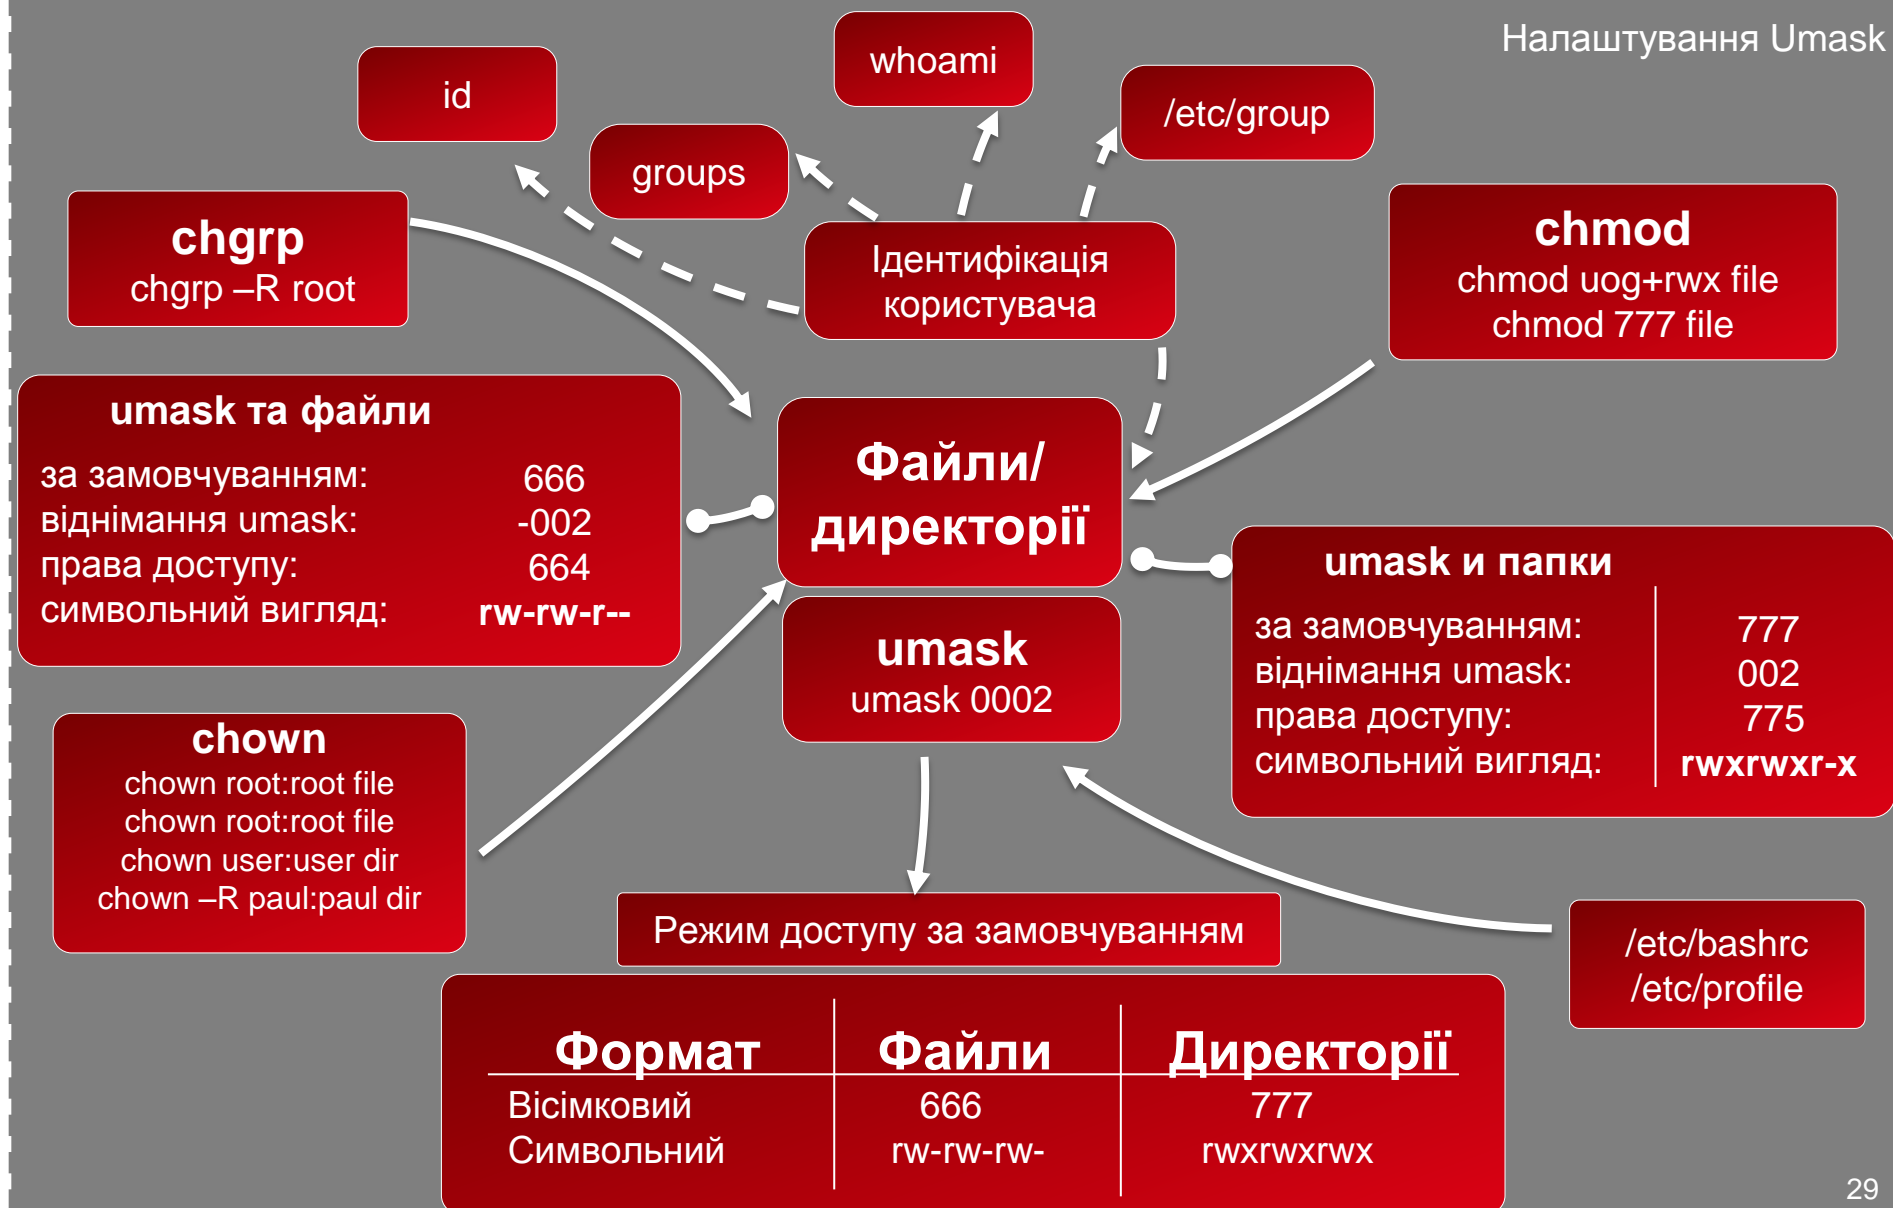 Налаштування Umask
id
whoami
/etc/group
groups
chgrp
chgrp –R root
Ідентифікація
користувача
chmod
chmod uog+rwx file
chmod 777 file
umask та файли
за замовчуванням: 666
віднімання umask: -002
права доступу: 664
символьний вигляд: rw-rw-r--
Файли/
директорії
umask
umask 0002
umask и папки
за замовчуванням: 777
віднімання umask: 002
права доступу: 775
символьний вигляд: rwxrwxr-x
chown
chown root:root file
chown root:root file
chown user:user dir
chown –R paul:paul dir
Режим доступу за замовчуванням
/etc/bashrc
/etc/profile
Формат Файли Директорії
Вісімковий 666 777
Символьний rw-rw-rw- rwxrwxrwx
29